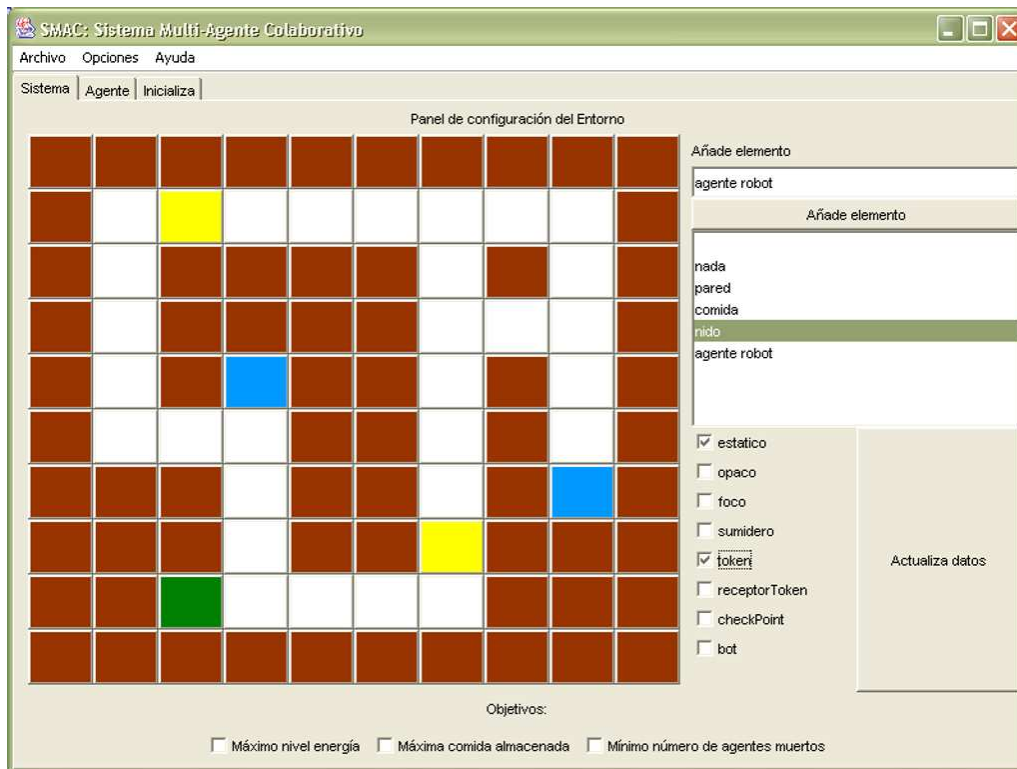 SMAC: Sistema Multi-Agente Colaborativo
Archivo Opciones Ayuda
Sistema Agente Inicializa
Panel de configuración del Entorno
Añade elemento
agente robot
Añade elemento
nada
pared
comida
nido
agente robot
estatico
opaco
foco
sumidero
token
receptorToken
checkPoint
bot
Actualiza datos
Objetivos:
Máximo nivel energía Máxima comida almacenada Mínimo número de agentes muertos